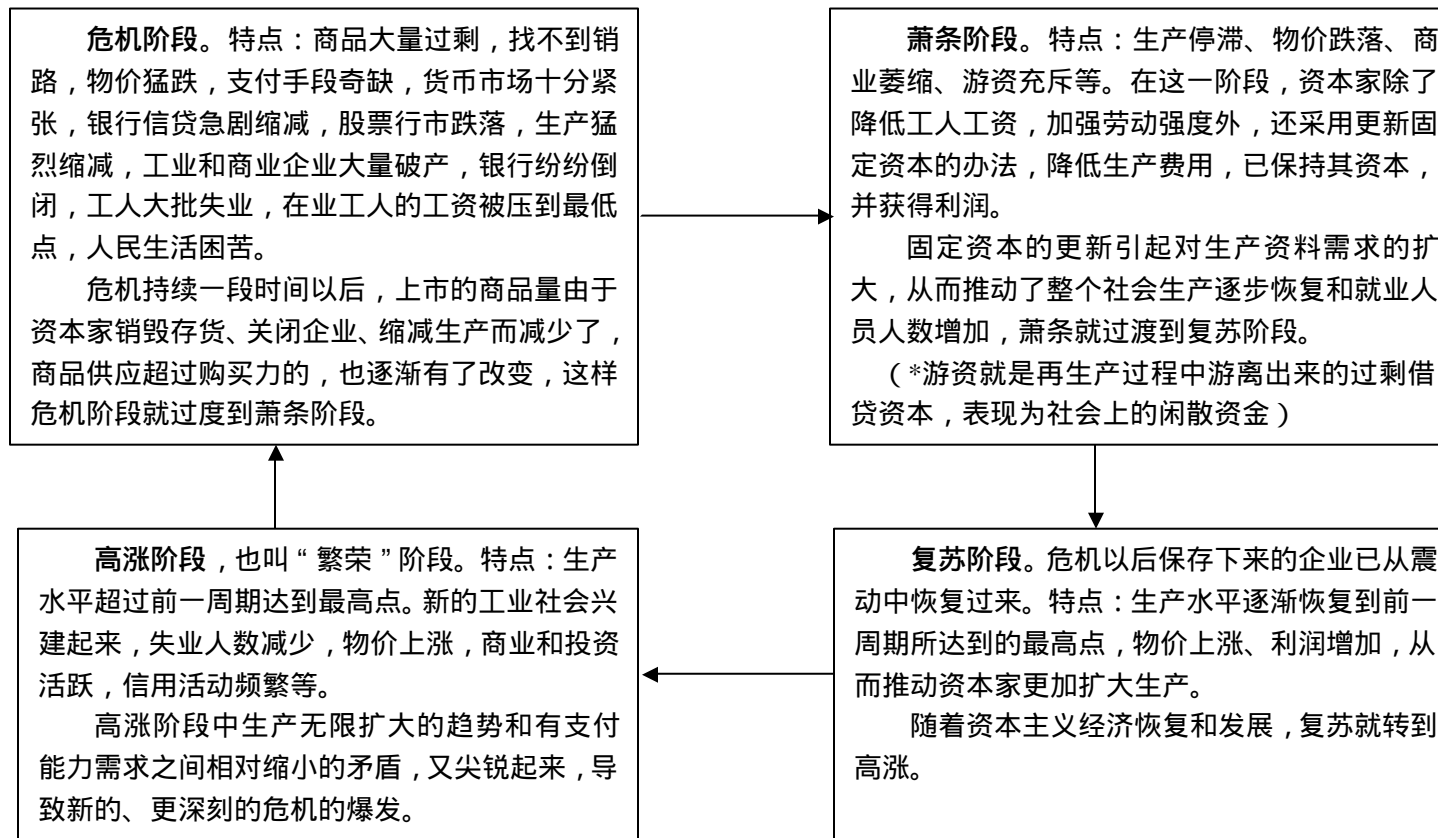 危机阶段。特点：商品大量过剩，找不到销
路，物价猛跌，支付手段奇缺，货币市场十分紧
张，银行信贷急剧缩减，股票行市跌落，生产猛
烈缩减，工业和商业企业大量破产，银行纷纷倒
闭，工人大批失业，在业工人的工资被压到最低
点，人民生活困苦。
危机持续一段时间以后，上市的商品量由于
资本家销毁存货、关闭企业、缩减生产而减少了，
商品供应超过购买力的，也逐渐有了改变，这样
危机阶段就过度到萧条阶段。
萧条阶段。特点：生产停滞、物价跌落、商
业萎缩、游资充斥等。在这一阶段，资本家除了
降低工人工资，加强劳动强度外，还采用更新固
定资本的办法，降低生产费用，已保持其资本，
并获得利润。
固定资本的更新引起对生产资料需求的扩
大，从而推动了整个社会生产逐步恢复和就业人
员人数增加，萧条就过渡到复苏阶段。
（*游资就是再生产过程中游离出来的过剩借
贷资本，表现为社会上的闲散资金）
高涨阶段，也叫“繁荣”阶段。特点：生产
水平超过前一周期达到最高点。新的工业社会兴
建起来，失业人数减少，物价上涨，商业和投资
活跃，信用活动频繁等。
高涨阶段中生产无限扩大的趋势和有支付
能力需求之间相对缩小的矛盾，又尖锐起来，导
致新的、更深刻的危机的爆发。
复苏阶段。危机以后保存下来的企业已从震
动中恢复过来。特点：生产水平逐渐恢复到前一
周期所达到的最高点，物价上涨、利润增加，从
而推动资本家更加扩大生产。
随着资本主义经济恢复和发展，复苏就转到
高涨。